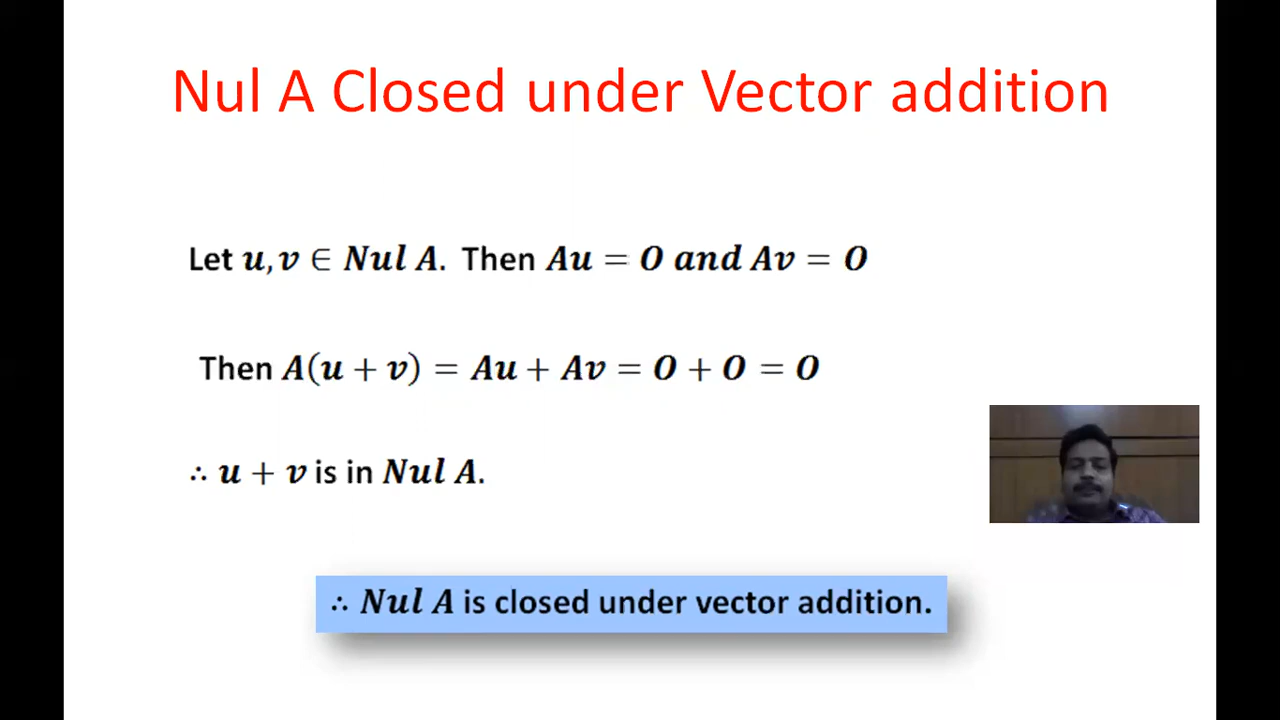 Nul A Closed under Vector addition
Let u, v ∈ Nul A. Then Au = O and Av = O
Then A(u + v) = Au + Av = O + O = O
∴ u + v is in Nul A.
∴ Nul A is closed under vector addition.